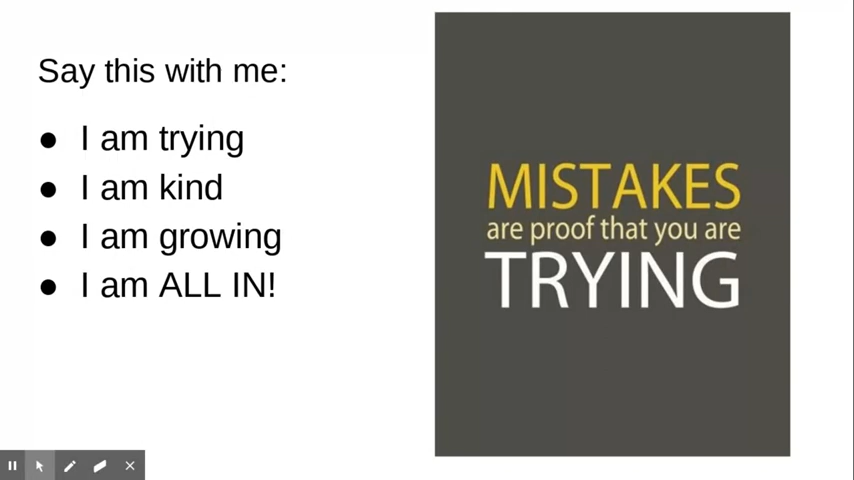 Say this with me:
● I am trying
● I am kind
● I am growing
● I am ALL IN!
MISTAKES
are proof that you are
TRYING